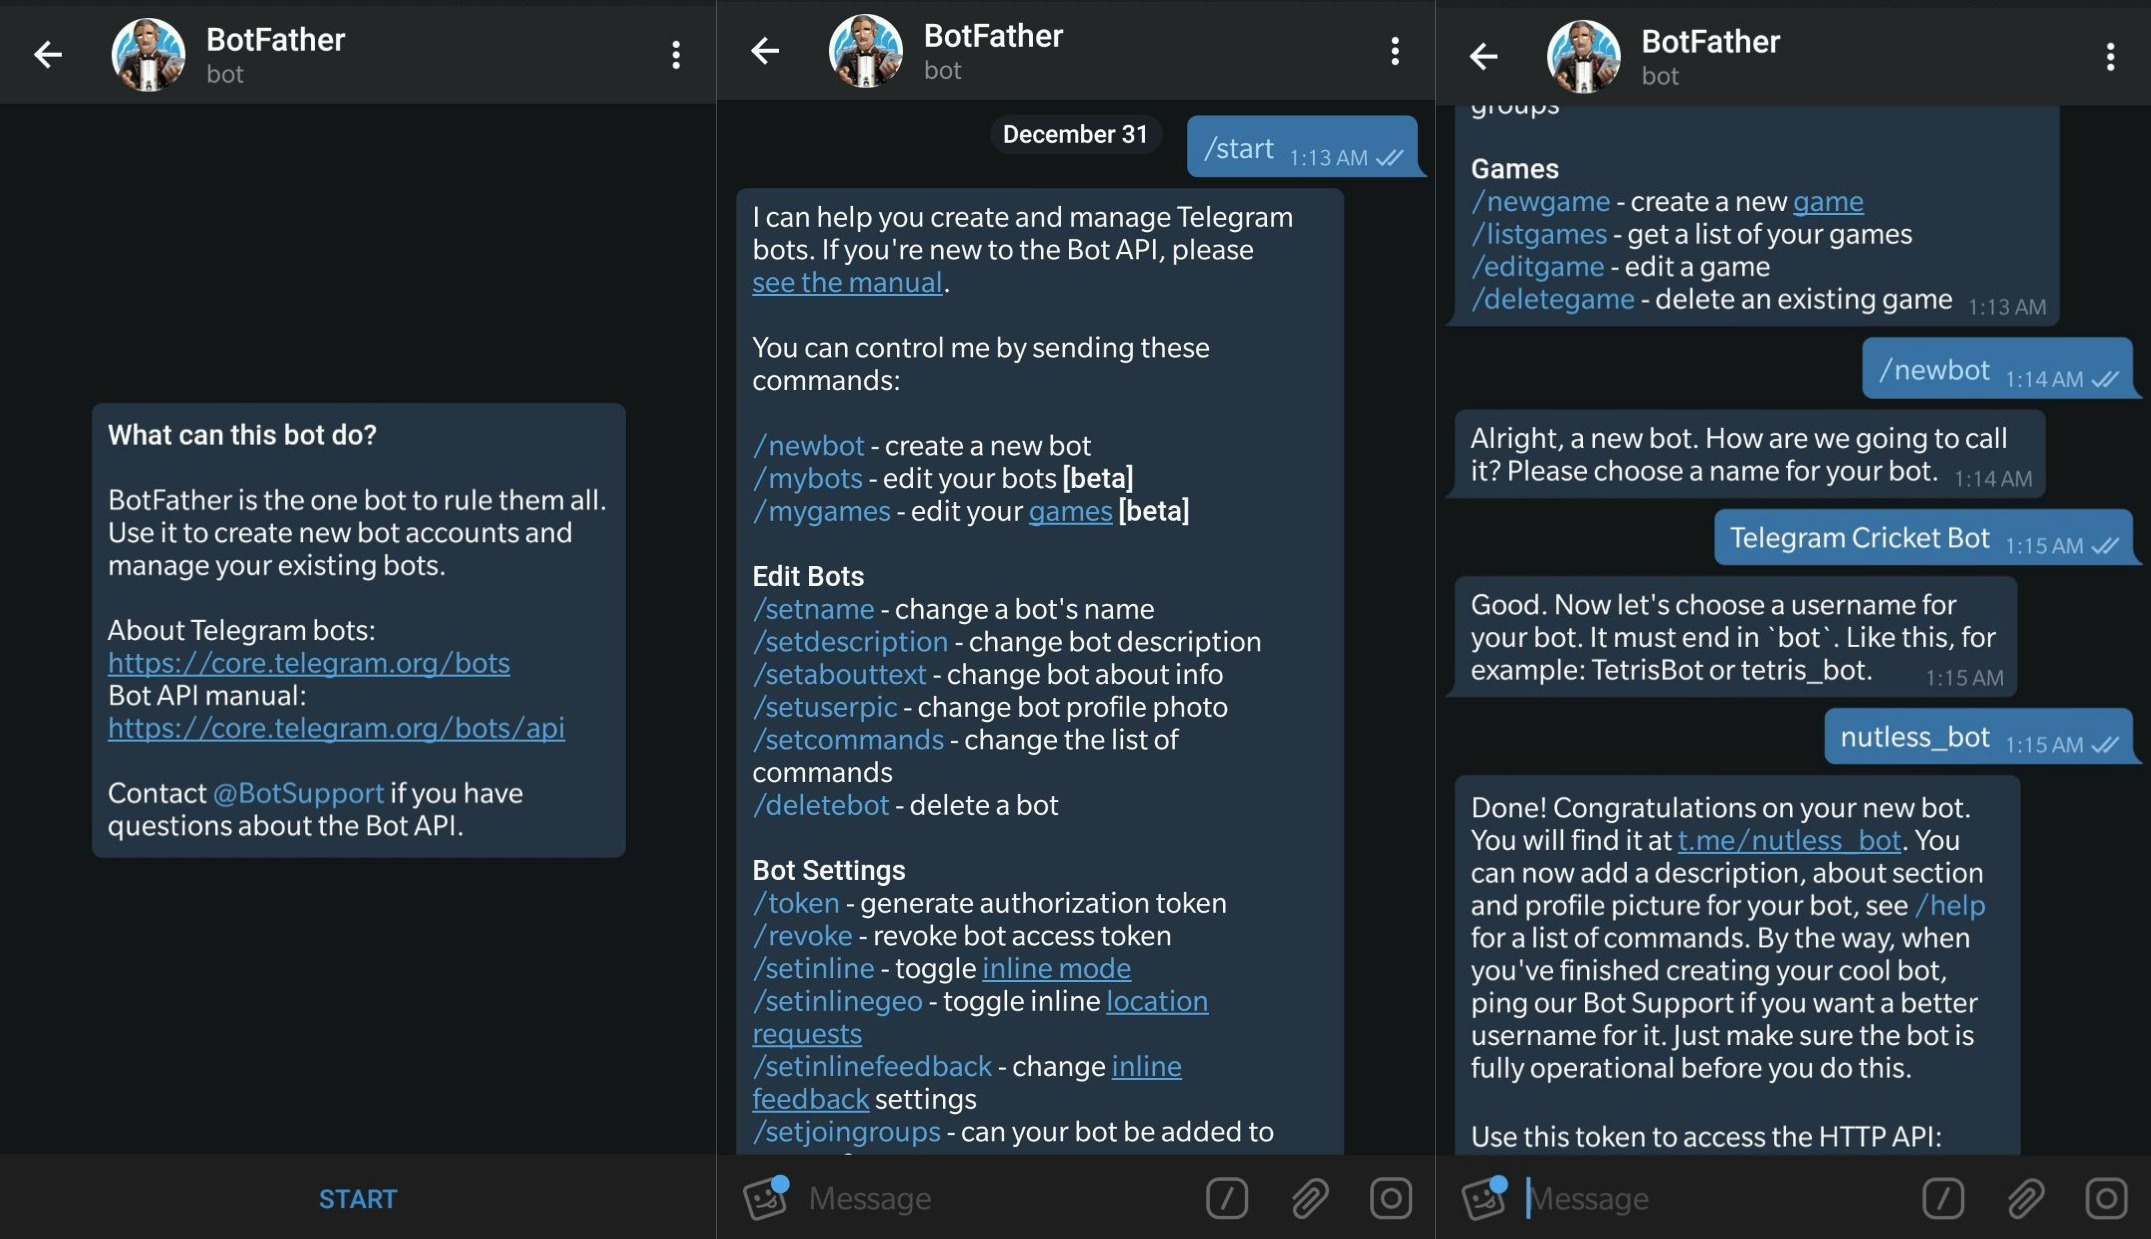 BotFather
bot
What can this bot do?
BotFather is the one bot to rule them all.
Use it to create new bot accounts and
manage your existing bots.
About Telegram bots:
https://core.telegram.org/bots
Bot API manual:
https://core.telegram.org/bots/api
Contact @BotSupport if you have
questions about the Bot API.
START
BotFather
bot
December 31
/start 1:13 AM
I can help you create and manage Telegram
bots. If you're new to the Bot API, please
see the manual.
You can control me by sending these
commands:
/newbot - create a new bot
/mybots - edit your bots [beta]
/mygames - edit your games [beta]
Edit Bots
/setname - change a bot's name
/setdescription - change bot description
/setabouttext - change bot about info
/setuserpic - change bot profile photo
/setcommands - change the list of
commands
/deletebot - delete a bot
Bot Settings
/token - generate authorization token
/revoke - revoke bot access token
/setinline - toggle inline mode
/setinlinegeo - toggle inline location
requests
/setinlinefeedback - change inline
feedback settings
/setjoingroups - can your bot be added to
Message
BotFather
bot
groups
Games
/newgame - create a new game
/listgames - get a list of your games
/editgame - edit a game
/deletegame - delete an existing game 1:13 AM
/newbot 1:14 AM
Alright, a new bot. How are we going to call
it? Please choose a name for your bot. 1:14 AM
Telegram Cricket Bot 1:15 AM
Good. Now let's choose a username for
your bot. It must end in `bot`. Like this, for
example: TetrisBot or tetris_bot. 1:15 AM
nutless_bot 1:15 AM
Done! Congratulations on your new bot.
You will find it at t.me/nutless_bot. You
can now add a description, about section
and profile picture for your bot, see /help
for a list of commands. By the way, when
you've finished creating your cool bot,
ping our Bot Support if you want a better
username for it. Just make sure the bot is
fully operational before you do this.
Use this token to access the HTTP API:
Message